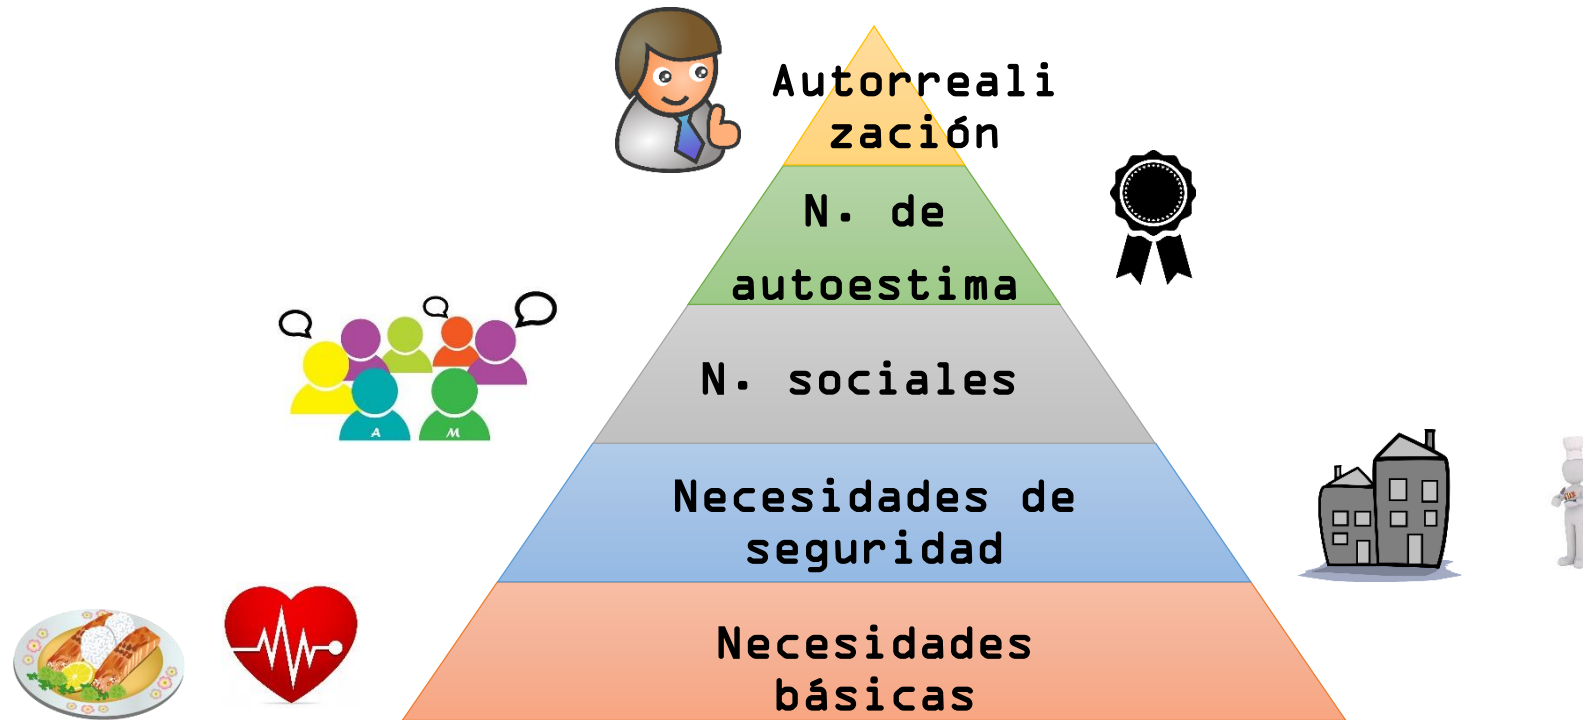 Autorreali
zación
N. de
autoestima
N. sociales
A M
Necesidades de
seguridad
Necesidades
básicas